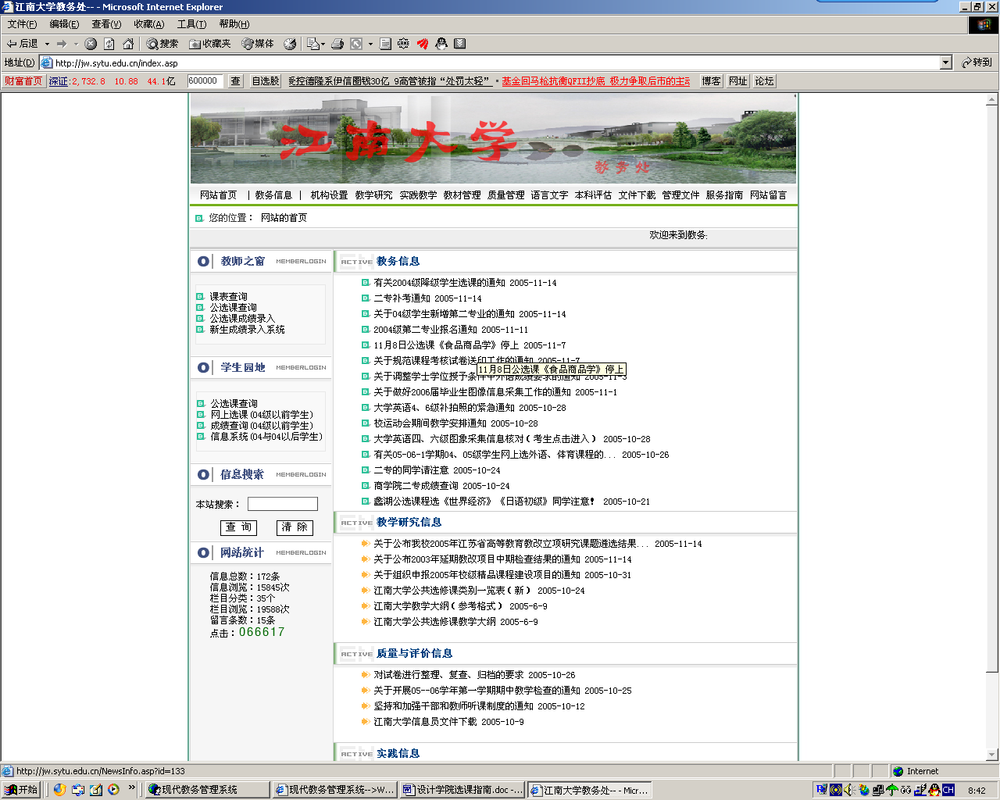 江南大学教务处-- - Microsoft Internet Explorer
文件(F) 编辑(E) 查看(V) 收藏(A) 工具(T) 帮助(H)
后退 搜索 收藏夹 媒体
地址(D) http://jw.sytu.edu.cn/index.asp 转到
财富首页 深证:2,732.8 10.88 44.1亿 600000 查 自选股 受控德隆系伊信圈钱30亿 9高管被指“处罚太轻” 基金回马枪抗衡QFII抄底 极力争取后市的主动 博客 网址 论坛
江南大学
教务处
网站首页 | 教务信息 | 机构设置 教学研究 实践教学 教材管理 质量管理 语言文字 本科评估 文件下载 管理文件 服务指南 网站留言
您的位置： 网站的首页
欢迎来到教务:
教师之窗 MEMBERLOGIN
课表查询
公选课查询
公选课成绩录入
新生成绩录入系统
学生园地 MEMBERLOGIN
公选课查询
网上选课(04级以前学生)
成绩查询(04级以前学生)
信息系统(04与04以后学生)
信息搜索 MEMBERLOGIN
本站搜索：
查 询 清 除
网站统计 MEMBERLOGIN
信息总数：172条
信息浏览：15845次
栏目分类：35个
栏目浏览：19588次
留言条数：15条
点击：066617
ACTIVE 教务信息
有关2004级降级学生选课的通知 2005-11-14
二专补考通知 2005-11-14
关于04级学生新增第二专业的通知 2005-11-14
2004级第二专业报名通知 2005-11-11
11月8日公选课《食品商品学》停上 2005-11-7
关于规范课程考核试卷送印工作的通知 2005-11-7
11月8日公选课《食品商品学》停上
关于调整学士学位授予条件中外语成绩要求的通知 2005-11-3
关于做好2006届毕业生图像信息采集工作的通知 2005-11-1
大学英语4、6级补拍照的紧急通知 2005-10-28
校运动会期间教学安排通知 2005-10-28
大学英语四、六级图象采集信息核对（考生点击进入） 2005-10-28
有关05-06-1学期04、05级学生网上选外语、体育课程的... 2005-10-26
二专的同学请注意 2005-10-24
商学院二专成绩查询 2005-10-24
蠡湖公选课程选《世界经济》《日语初级》同学注意！ 2005-10-21
ACTIVE 教学研究信息
关于公布我校2005年江苏省高等教育教改立项研究课题遴选结果... 2005-11-14
关于公布2003年延期教改项目中期检查结果的通知 2005-11-14
关于组织申报2005年校级精品课程建设项目的通知 2005-10-31
江南大学公共选修课类别一览表（新） 2005-10-24
江南大学教学大纲（参考格式） 2005-6-9
江南大学公共选修课教学大纲 2005-6-9
ACTIVE 质量与评价信息
对试卷进行整理、复查、归档的要求 2005-10-26
关于开展05--06学年第一学期期中教学检查的通知 2005-10-25
坚持和加强干部和教师听课制度的通知 2005-10-12
江南大学信息员文件下载 2005-10-9
ACTIVE 实践信息
http://jw.sytu.edu.cn/NewsInfo.asp?id=133 Internet
开始 现代教务管理系统 现代教务管理系统-->W... 设计学院选课指南.doc -... 江南大学教务处-- - Micr... CH 8:42